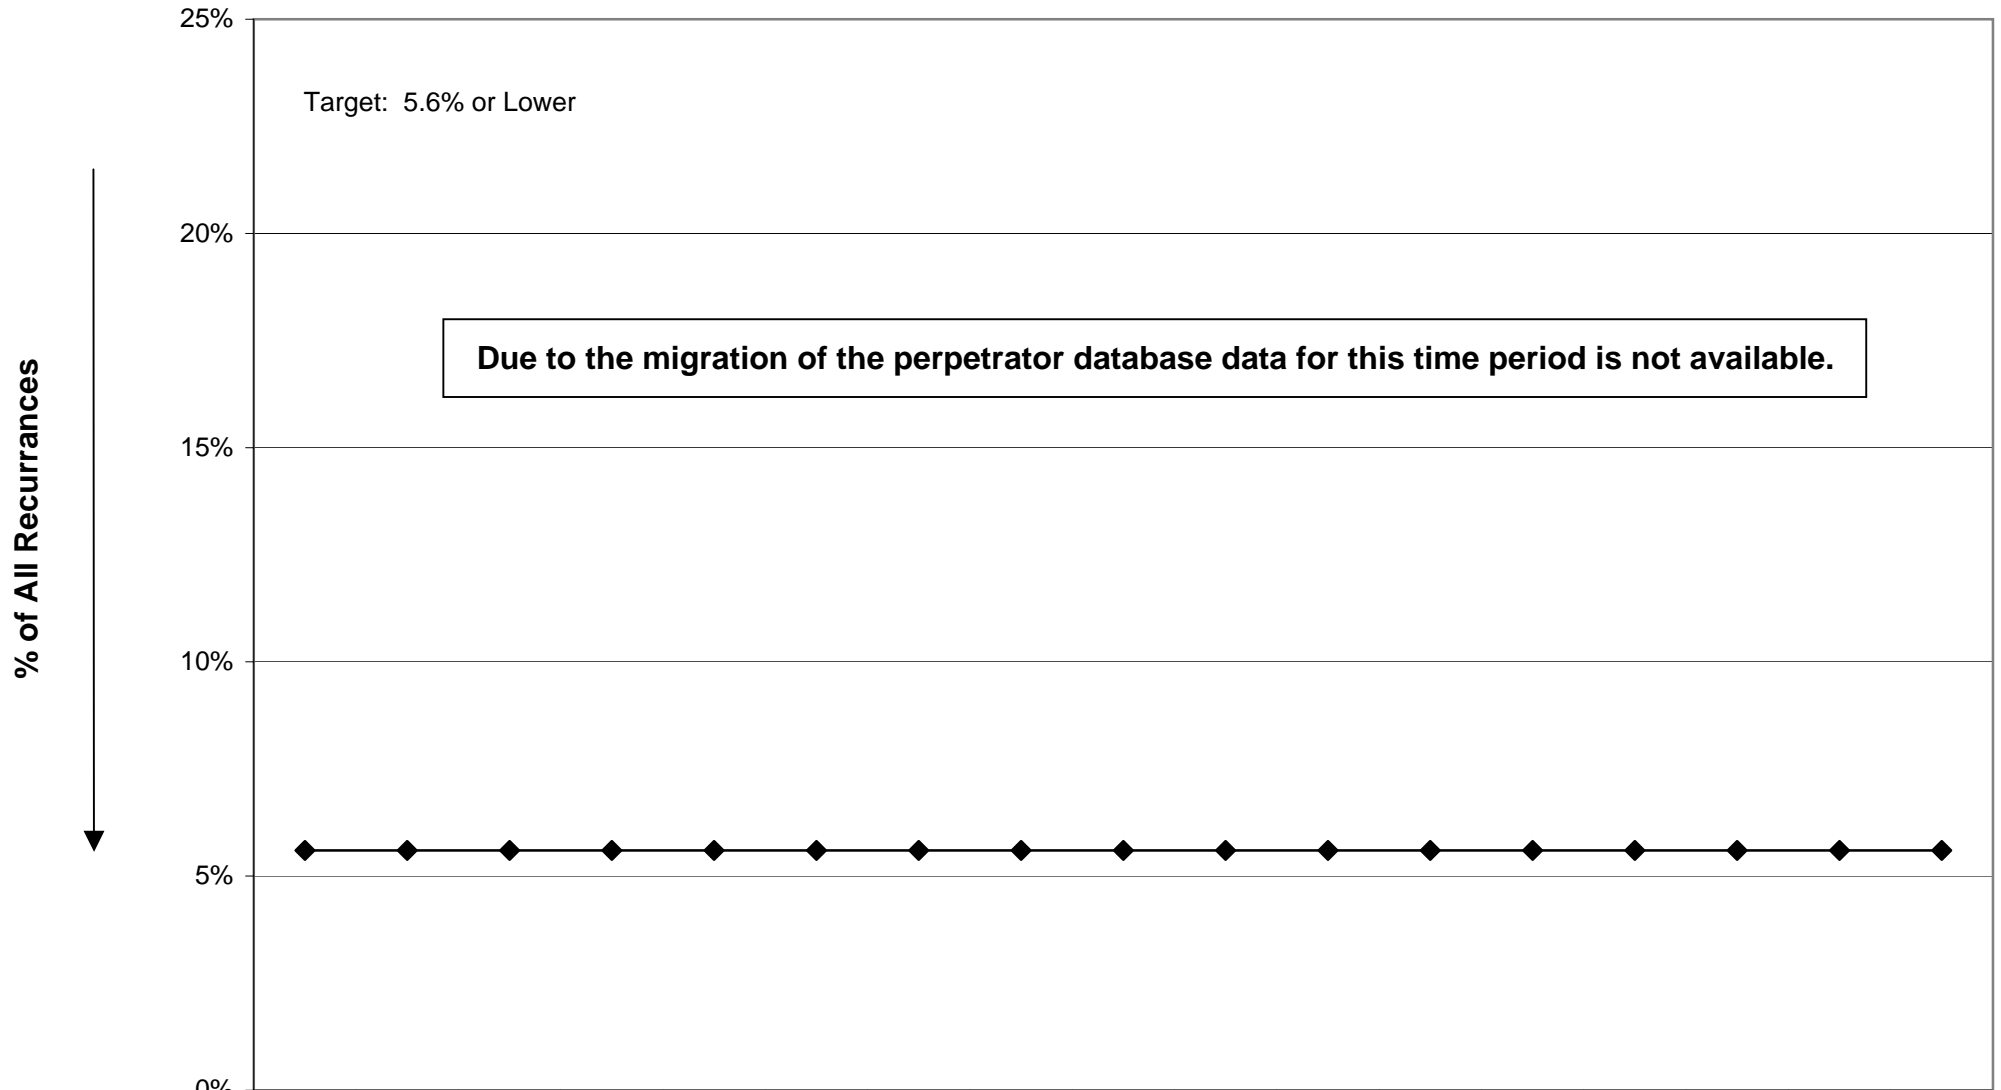 25%
Target: 5.6% or Lower
20%
Due to the migration of the perpetrator database data for this time period is not available.
15%
% of All Recurrances
10%
5%
0%